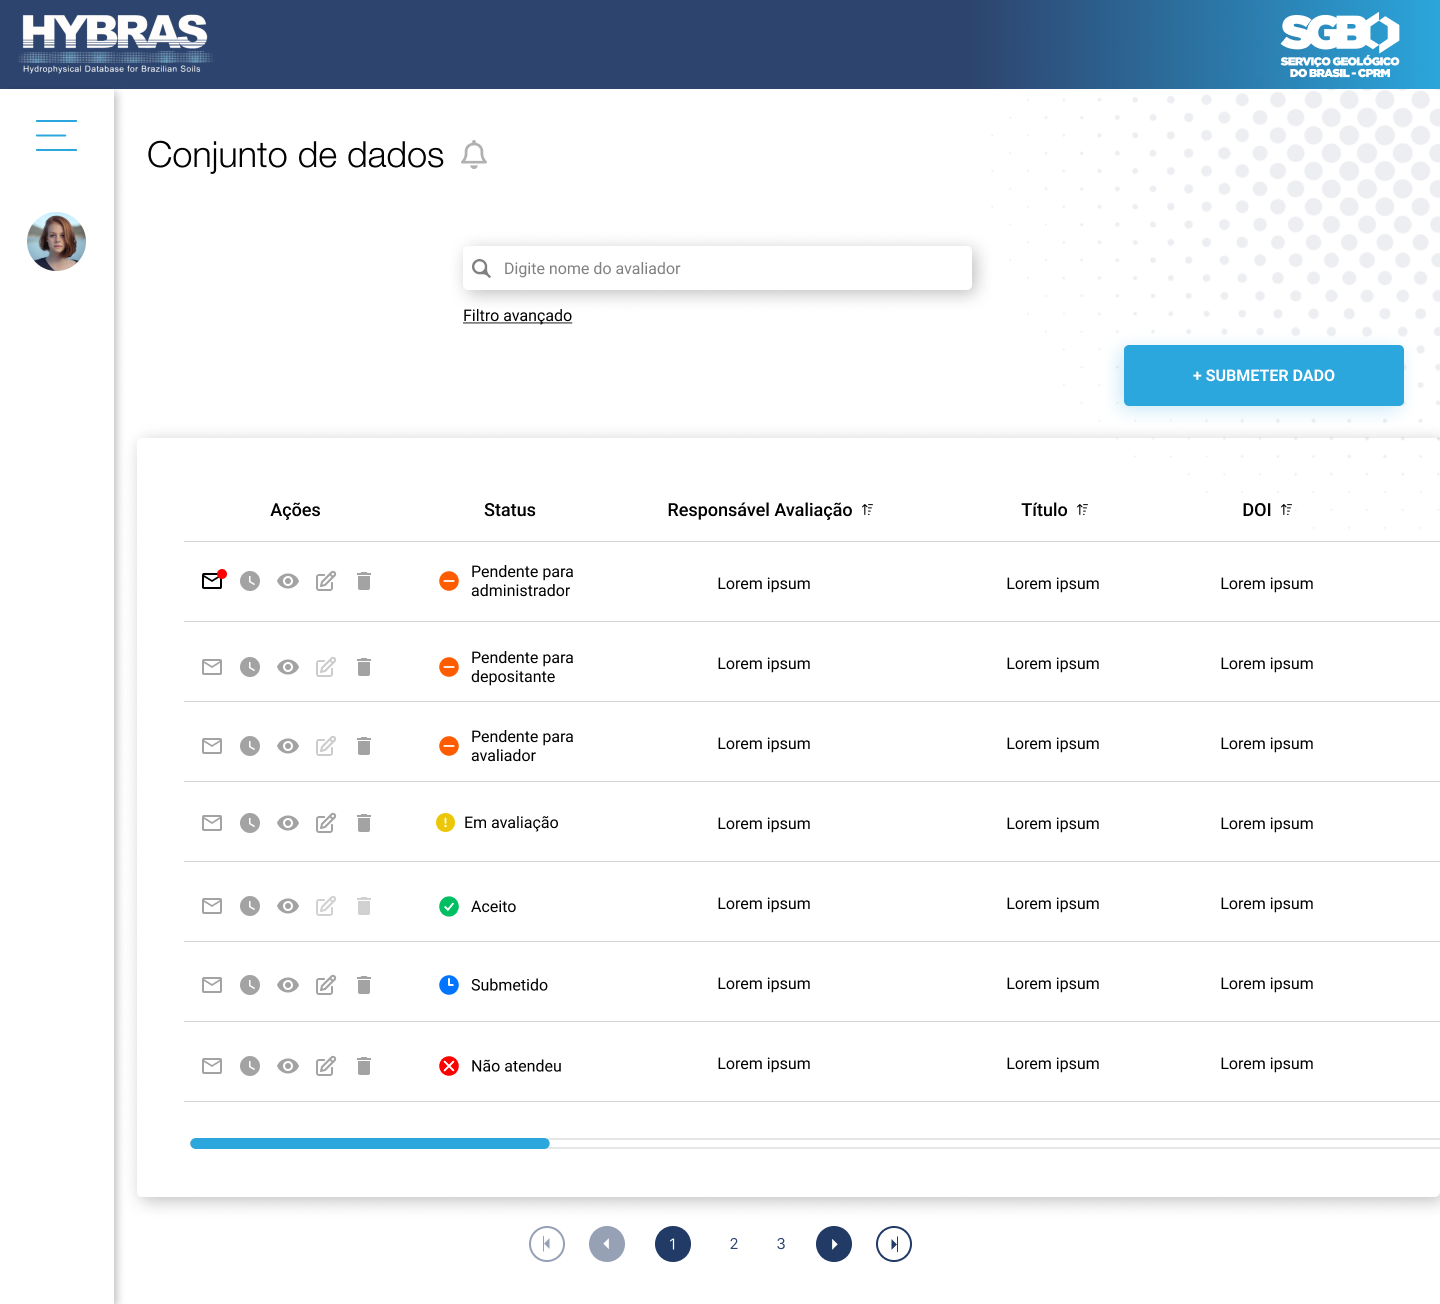 HYBRAS
Hydrophysical Database for Brazilian Soils
SGB
SERVIÇO GEOLÓGICO
DO BRASIL - CPRM
Conjunto de dados
Digite nome do avaliador
Filtro avançado
+ SUBMETER DADO
Ações Status Responsável Avaliação Título DOI
Pendente para
administrador
Lorem ipsum Lorem ipsum Lorem ipsum
Pendente para
depositante
Lorem ipsum Lorem ipsum Lorem ipsum
Pendente para
avaliador
Lorem ipsum Lorem ipsum Lorem ipsum
Em avaliação Lorem ipsum Lorem ipsum Lorem ipsum
Aceito Lorem ipsum Lorem ipsum Lorem ipsum
Submetido Lorem ipsum Lorem ipsum Lorem ipsum
Não atendeu Lorem ipsum Lorem ipsum Lorem ipsum
1 2 3